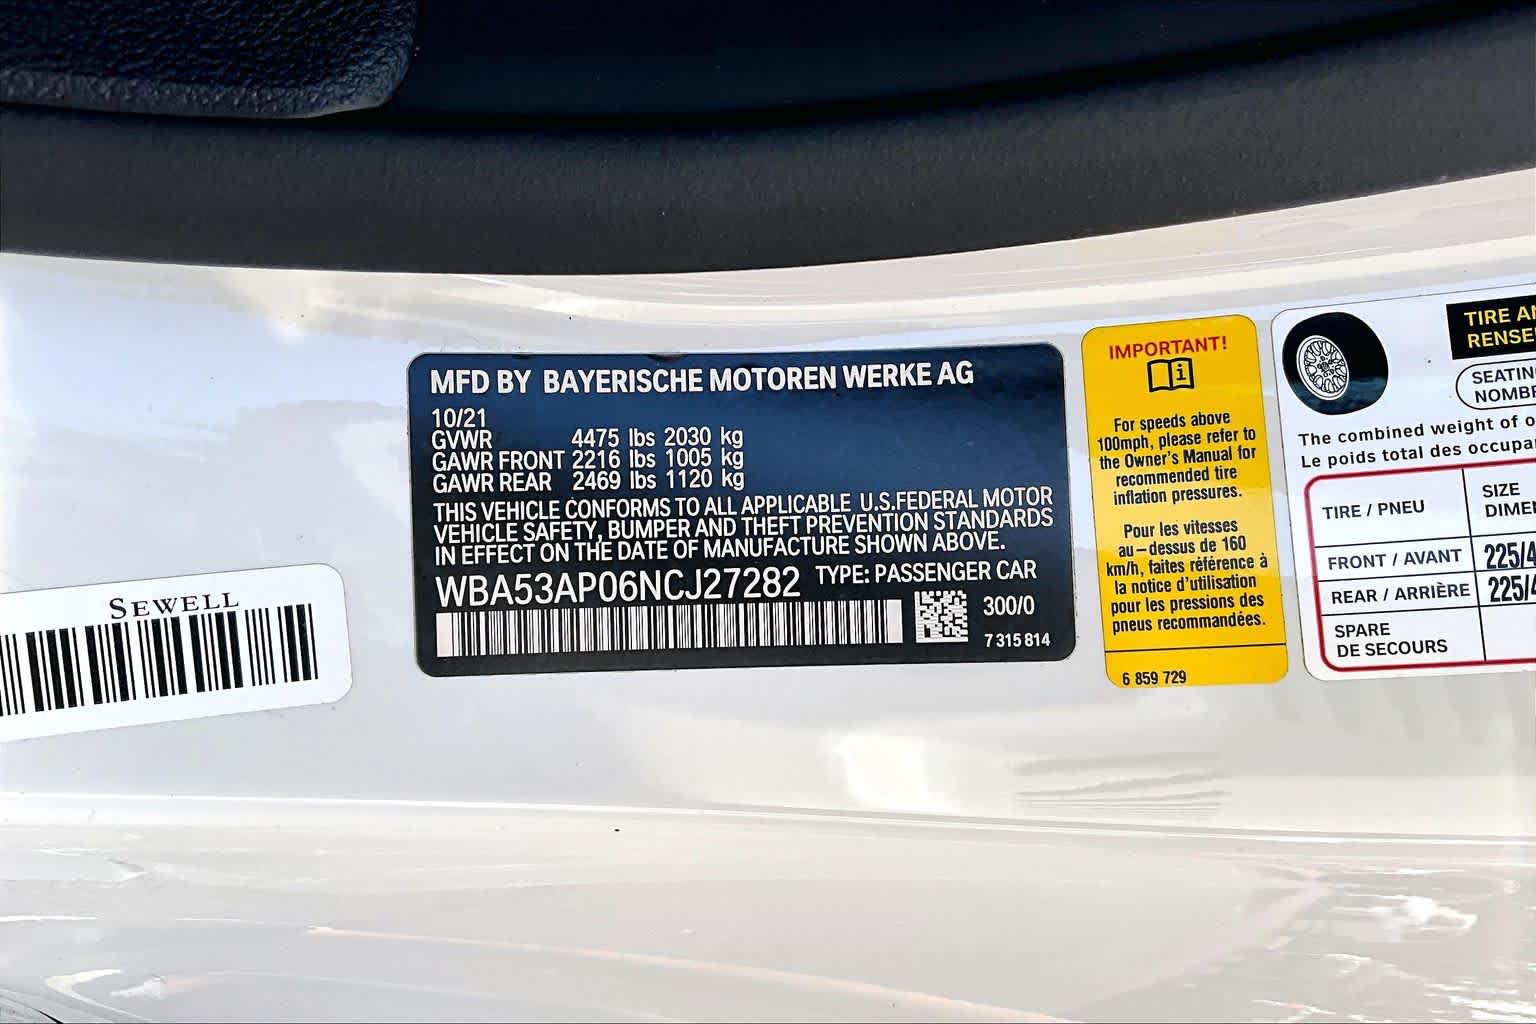 MFD BY BAYERISCHE MOTOREN WERKE AG
10/21
GVWR 4475 lbs 2030 kg
GAWR FRONT 2216 lbs 1005 kg
GAWR REAR 2469 lbs 1120 kg
THIS VEHICLE CONFORMS TO ALL APPLICABLE U.S.FEDERAL MOTOR
VEHICLE SAFETY, BUMPER AND THEFT PREVENTION STANDARDS
IN EFFECT ON THE DATE OF MANUFACTURE SHOWN ABOVE.
WBA53AP06NCJ27282 TYPE: PASSENGER CAR
300/0
7 315 814
SEWELL
IMPORTANT!
i
For speeds above
100mph, please refer to
the Owner's Manual for
recommended tire
inflation pressures.
Pour les vitesses
au-dessus de 160
km/h, faites référence à
la notice d'utilisation
pour les pressions des
pneus recommandées.
6 859 729
TIRE
The combined weight of
Le poids total des
TIRE / PNEU SIZE
FRONT / AVANT 225/4
REAR / ARRIÈRE 225/4
SPARE
DE SECOURS